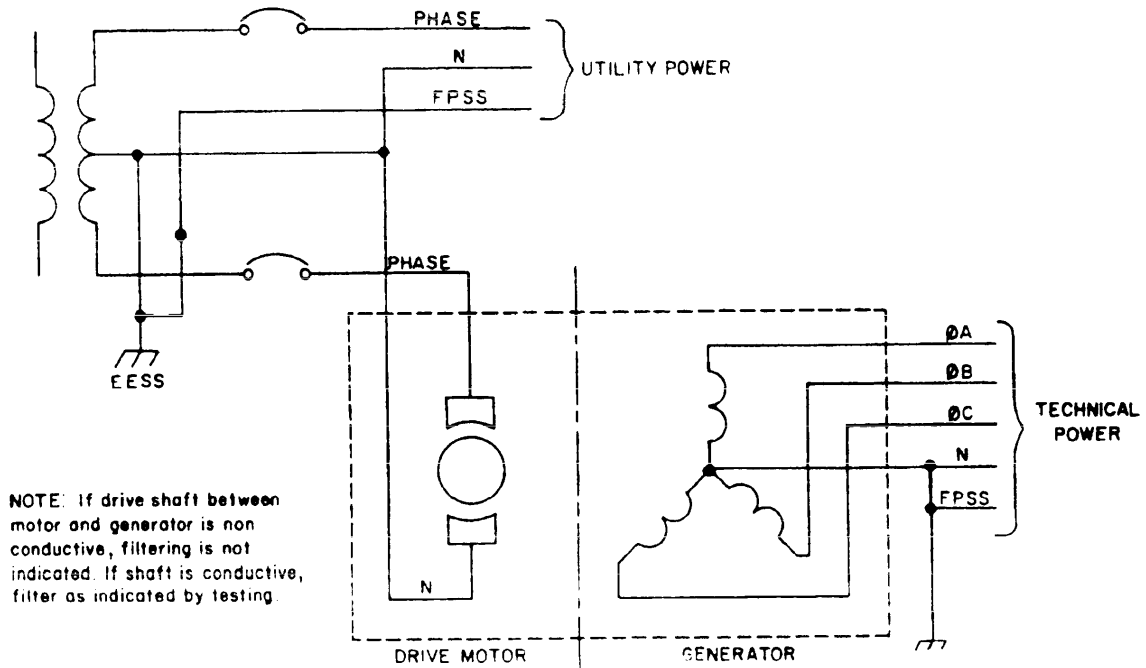 PHASE
N
UTILITY POWER
FPSS
PHASE
EESS
ØA
ØB
ØC
TECHNICAL
POWER
N
FPSS
NOTE: If drive shaft between
motor and generator is non
conductive, filtering is not
indicated. If shaft is conductive,
filter as indicated by testing.
N
DRIVE MOTOR
GENERATOR